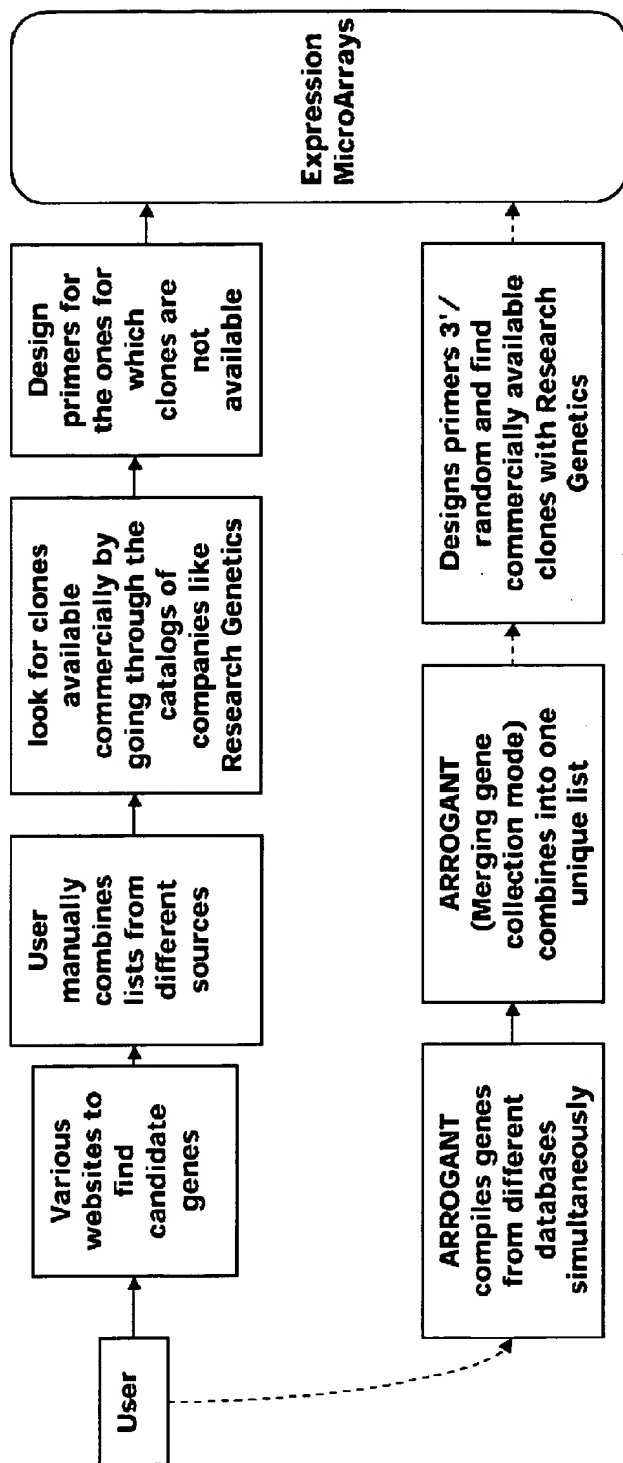 User
Various
websites to
find
candidate
genes
User
manually
combines
lists from
different
sources
look for clones
available
commercially by
going through the
catalogs of
companies like
Research Genetics
Design
primers for
the ones for
which
clones are
not
available
Expression
MicroArrays
ARROGANT
compiles genes
from different
databases
simultaneously
ARROGANT
(Merging gene
collection mode)
combines into one
unique list
Designs primers 3'/
random and find
commercially available
clones with Research
Genetics